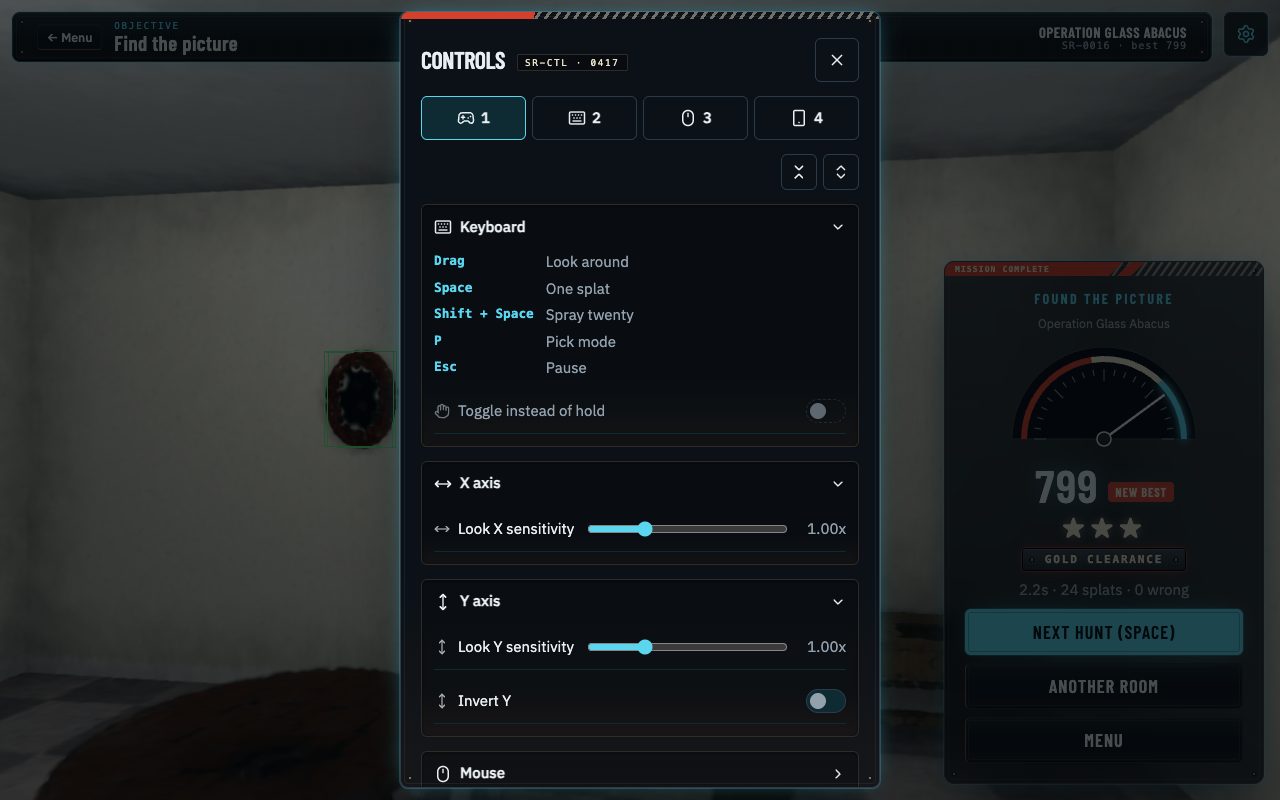 ← Menu
OBJECTIVE
Find the picture
OPERATION GLASS ABACUS
SR-0016 · best 799
CONTROLS
SR-CTL · 0417
1
2
3
4
Keyboard
Drag Look around
Space One splat
Shift + Space Spray twenty
P Pick mode
Esc Pause
Toggle instead of hold
X axis
Look X sensitivity 1.00x
Y axis
Look Y sensitivity 1.00x
Invert Y
Mouse
MISSION COMPLETE
FOUND THE PICTURE
Operation Glass Abacus
799 NEW BEST
GOLD CLEARANCE
2.2s · 24 splats · 0 wrong
NEXT HUNT (SPACE)
ANOTHER ROOM
MENU